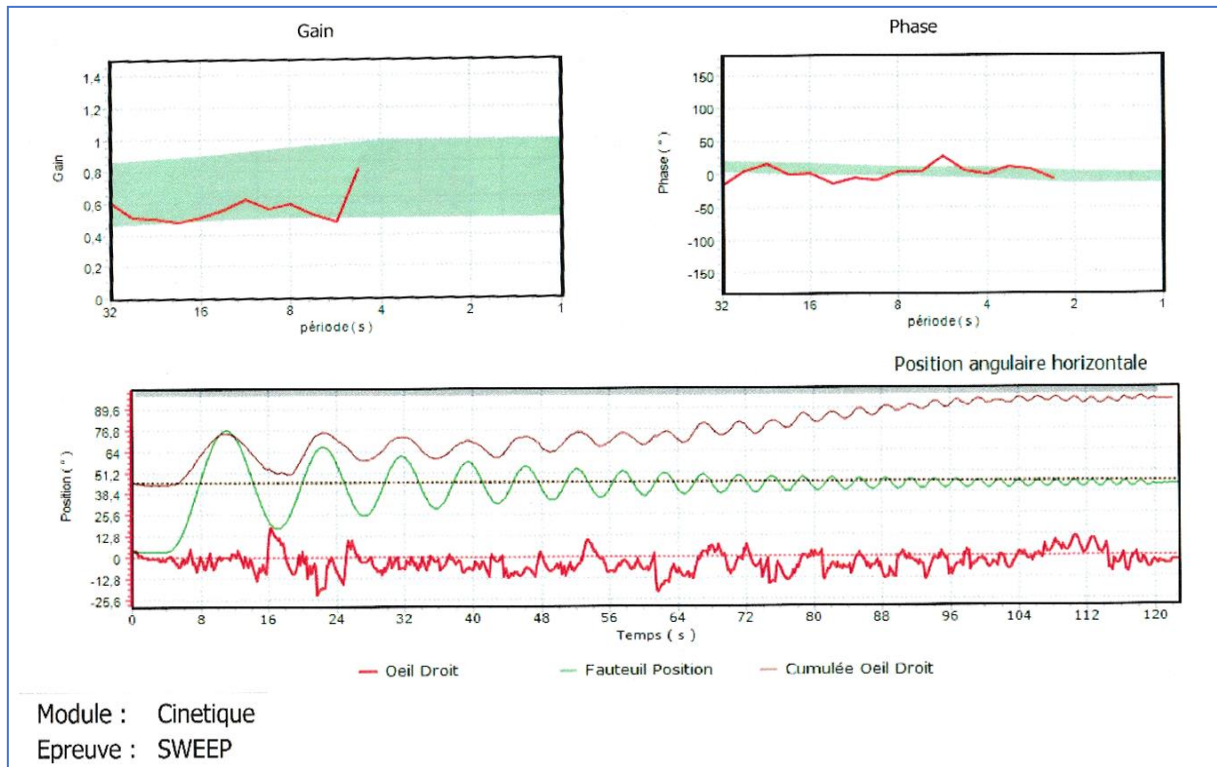 Gain
Phase
1.4
1.2
1
0.8
0.6
0.4
0.2
0
Gain
32 16 8 4 2 1
période ( s )
150
100
50
0
-50
-100
-150
Phase ( ° )
32 16 8 4 2 1
période ( s )
Position angulaire horizontale
89,6
76,8
64
51,2
38,4
25,6
12,8
0
-12,8
-26,6
Position ( ° )
0 8 16 24 32 40 48 56 64 72 80 88 96 104 112 120
Temps ( s )
Oeil Droit Fauteuil Position Cumulée Oeil Droit
Module : Cinetique
Epreuve : SWEEP